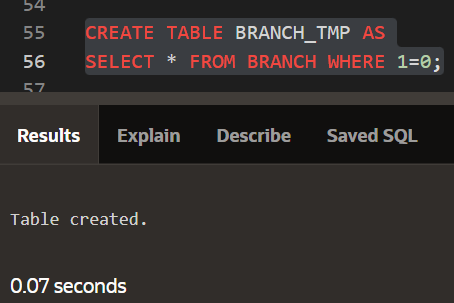 54
55 CREATE TABLE BRANCH_TMP AS
56 SELECT * FROM BRANCH WHERE 1=0;
57
Results Explain Describe Saved SQL
Table created.
0.07 seconds